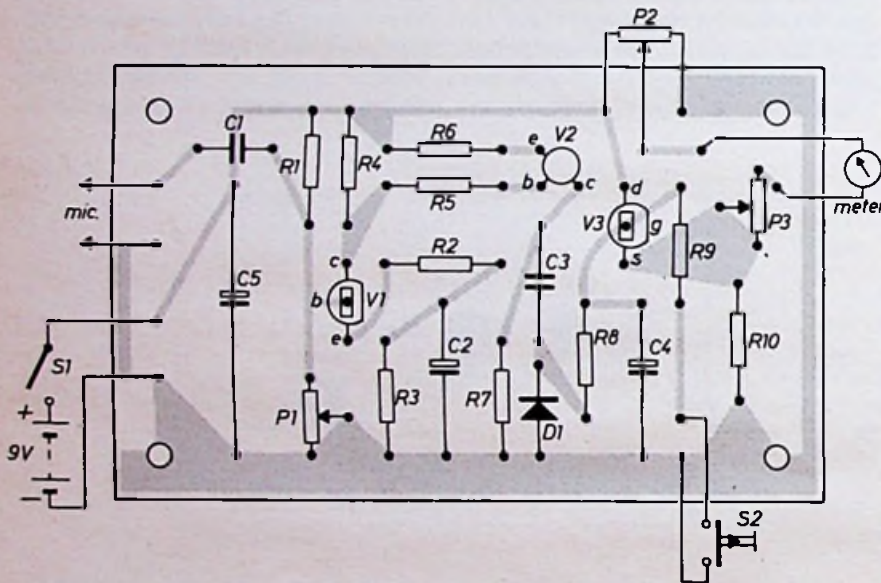 P2
C1
R1
R4
R6
e
V2
R5
b
c
d
mic.
V3
g
s
R9
P3
meter
c
R2
b
V1
C3
C5
e
S1
R8
R10
C2
C4
+
P1
R3
R7
D1
9V
−
S2